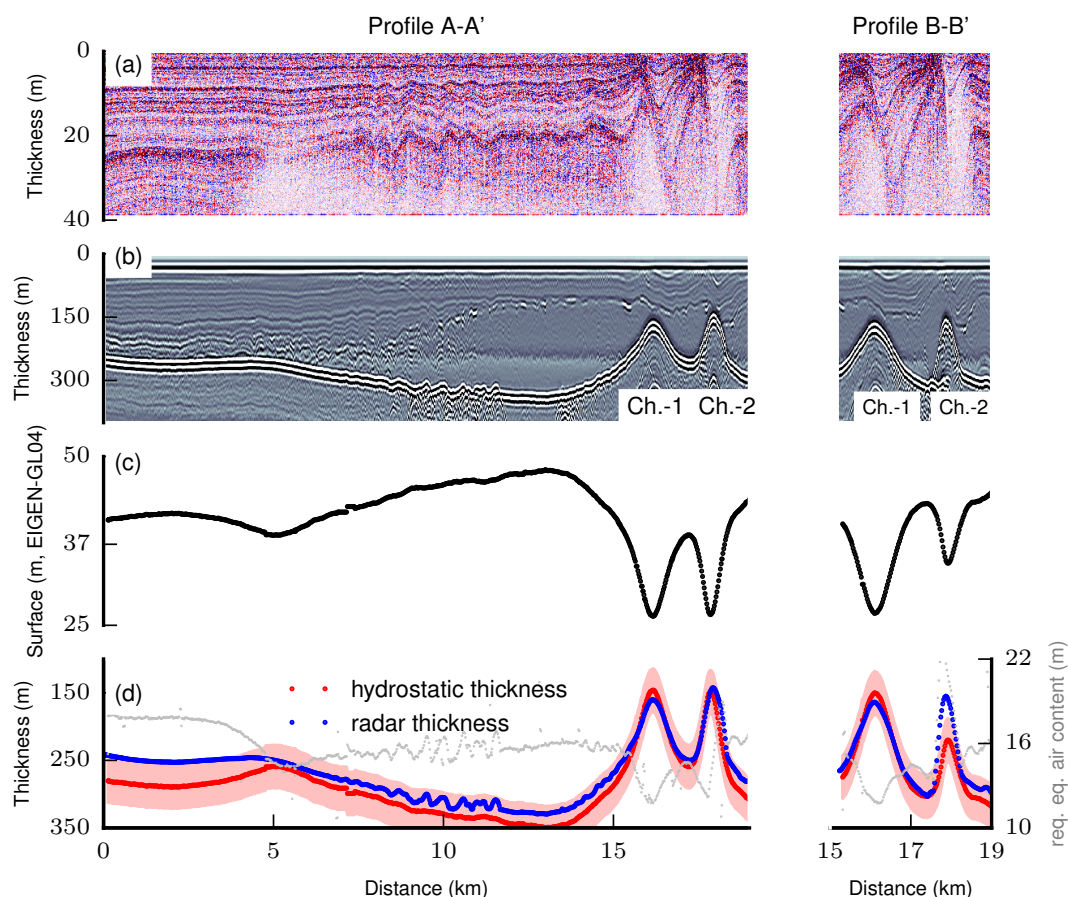 Profile A-A'
Profile B-B'
(a)
0
20
40
Thickness (m)
(b)
0
150
300
Thickness (m)
Ch.-1
Ch.-2
Ch.-1
Ch.-2
(c)
50
37
25
Surface (m, EIGEN-GL04)
(d)
hydrostatic thickness
radar thickness
150
250
350
Thickness (m)
22
16
10
req. eq. air content (m)
0
5
10
15
15
17
19
Distance (km)
Distance (km)